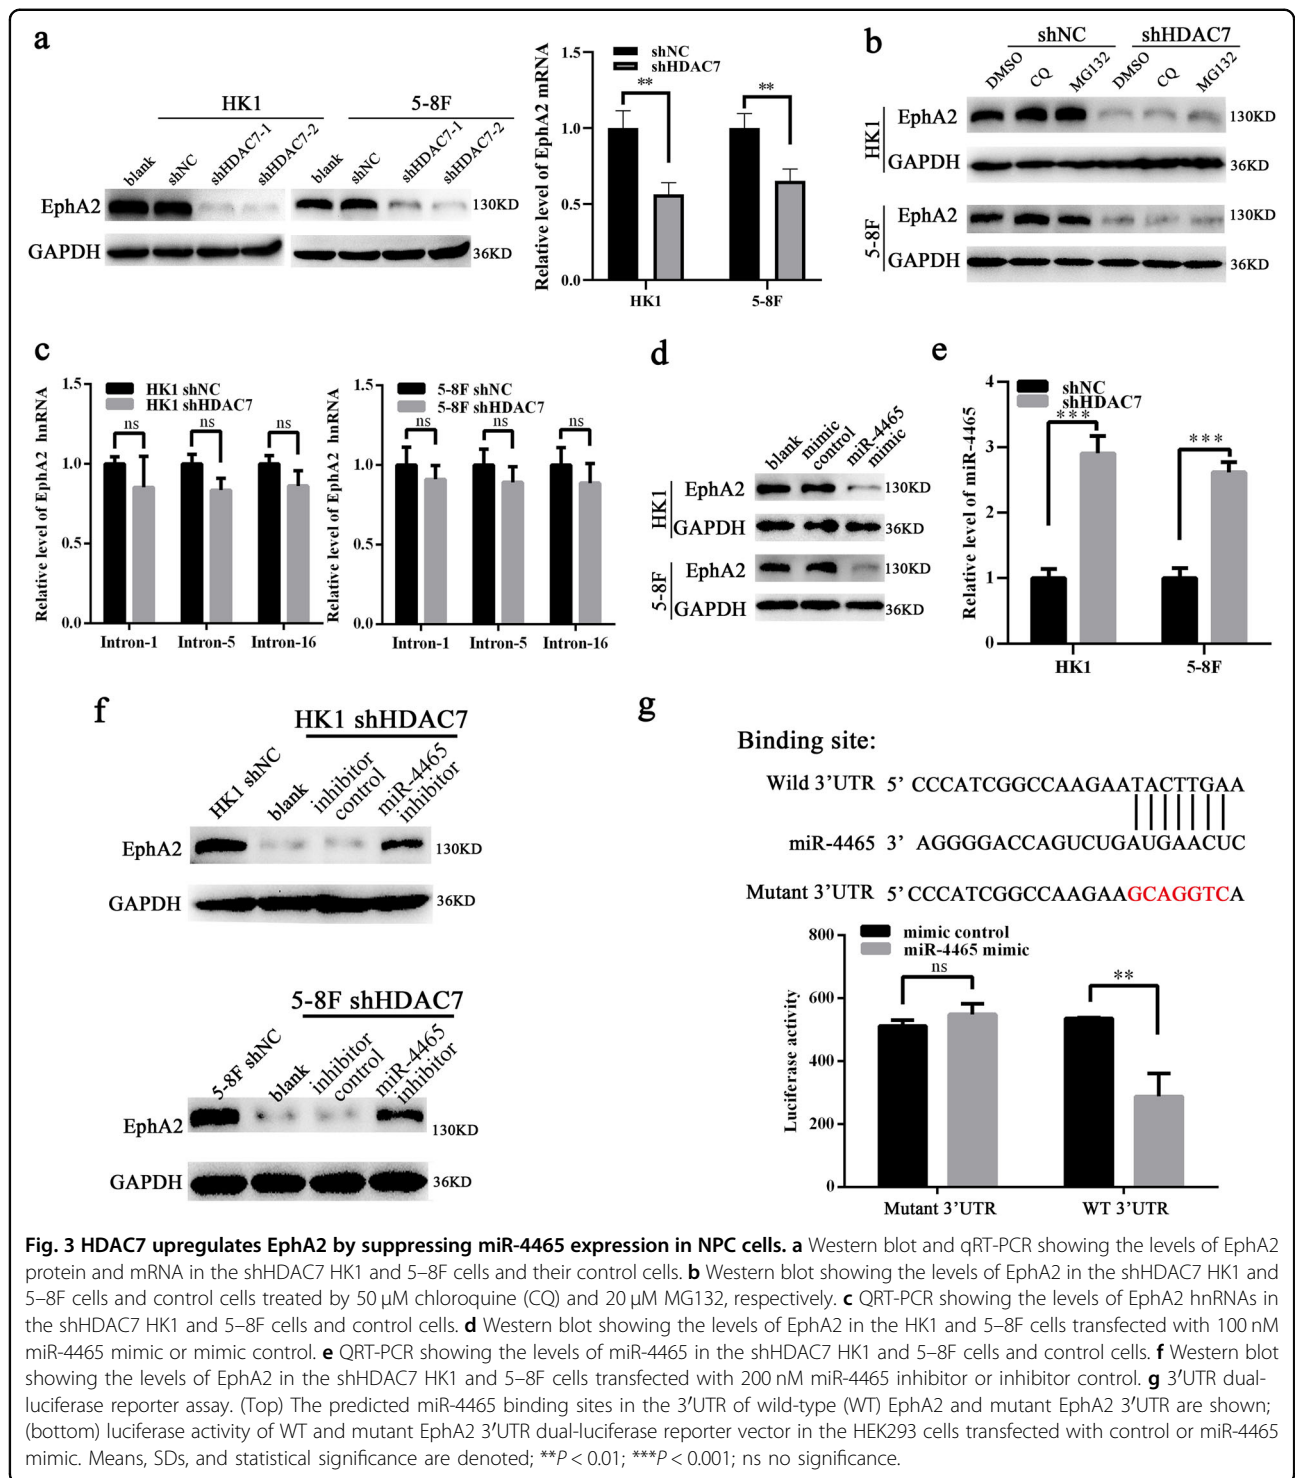 a
HK1
5-8F
blank
shNC
shHDAC7-1
shHDAC7-2
blank
shNC
shHDAC7-1
shHDAC7-2
EphA2
130KD
GAPDH
36KD
Relative level of EphA2 mRNA
1.5
1.0
0.5
0.0
shNC
shHDAC7
**
**
HK1
5-8F
b
shNC
shHDAC7
DMSO
CQ
MG132
DMSO
CQ
MG132
HK1
EphA2
130KD
GAPDH
36KD
5-8F
EphA2
130KD
GAPDH
36KD
c
Relative level of EphA2 hnRNA
1.5
1.0
0.5
0.0
HK1 shNC
HK1 shHDAC7
ns
ns
ns
Intron-1
Intron-5
Intron-16
Relative level of EphA2 hnRNA
1.5
1.0
0.5
0.0
5-8F shNC
5-8F shHDAC7
ns
ns
ns
Intron-1
Intron-5
Intron-16
d
blank
mimic
control
miR-4465
mimic
HK1
EphA2
130KD
GAPDH
36KD
5-8F
EphA2
130KD
GAPDH
36KD
e
Relative level of miR-4465
4
3
2
1
0
shNC
shHDAC7
***
***
HK1
5-8F
f
HK1 shHDAC7
HK1 shNC
blank
inhibitor
control
miR-4465
inhibitor
EphA2
130KD
GAPDH
36KD
5-8F shHDAC7
5-8F shNC
blank
inhibitor
control
miR-4465
inhibitor
EphA2
130KD
GAPDH
36KD
g
Binding site:
Wild 3’UTR 5’ CCCATCGGCCAAGAATACTTGAA
miR-4465 3’ AGGGGACCAGUCUGAUGAACUC
Mutant 3’UTR 5’CCCATCGGCCAAGAAGCAGGTCA
Luciferase activity
800
600
400
200
0
mimic control
miR-4465 mimic
ns
**
Mutant 3’UTR
WT 3’UTR
Fig. 3 HDAC7 upregulates EphA2 by suppressing miR-4465 expression in NPC cells. a Western blot and qRT-PCR showing the levels of EphA2
protein and mRNA in the shHDAC7 HK1 and 5–8F cells and their control cells. b Western blot showing the levels of EphA2 in the shHDAC7 HK1 and
5–8F cells and control cells treated by 50 μM chloroquine (CQ) and 20 μM MG132, respectively. c QRT-PCR showing the levels of EphA2 hnRNAs in
the shHDAC7 HK1 and 5–8F cells and control cells. d Western blot showing the levels of EphA2 in the HK1 and 5–8F cells transfected with 100 nM
miR-4465 mimic or mimic control. e QRT-PCR showing the levels of miR-4465 in the shHDAC7 HK1 and 5–8F cells and control cells. f Western blot
showing the levels of EphA2 in the shHDAC7 HK1 and 5–8F cells transfected with 200 nM miR-4465 inhibitor or inhibitor control. g 3′UTR dual-
luciferase reporter assay. (Top) The predicted miR-4465 binding sites in the 3′UTR of wild-type (WT) EphA2 and mutant EphA2 3′UTR are shown;
(bottom) luciferase activity of WT and mutant EphA2 3′UTR dual-luciferase reporter vector in the HEK293 cells transfected with control or miR-4465
mimic. Means, SDs, and statistical significance are denoted; **P < 0.01; ***P < 0.001; ns no significance.